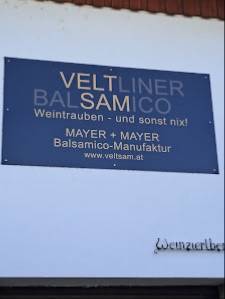 VELTLINER
BALSAMICO
Weintrauben - und sonst nix!
MAYER + MAYER
Balsamico-Manufaktur
www.veltsam.at